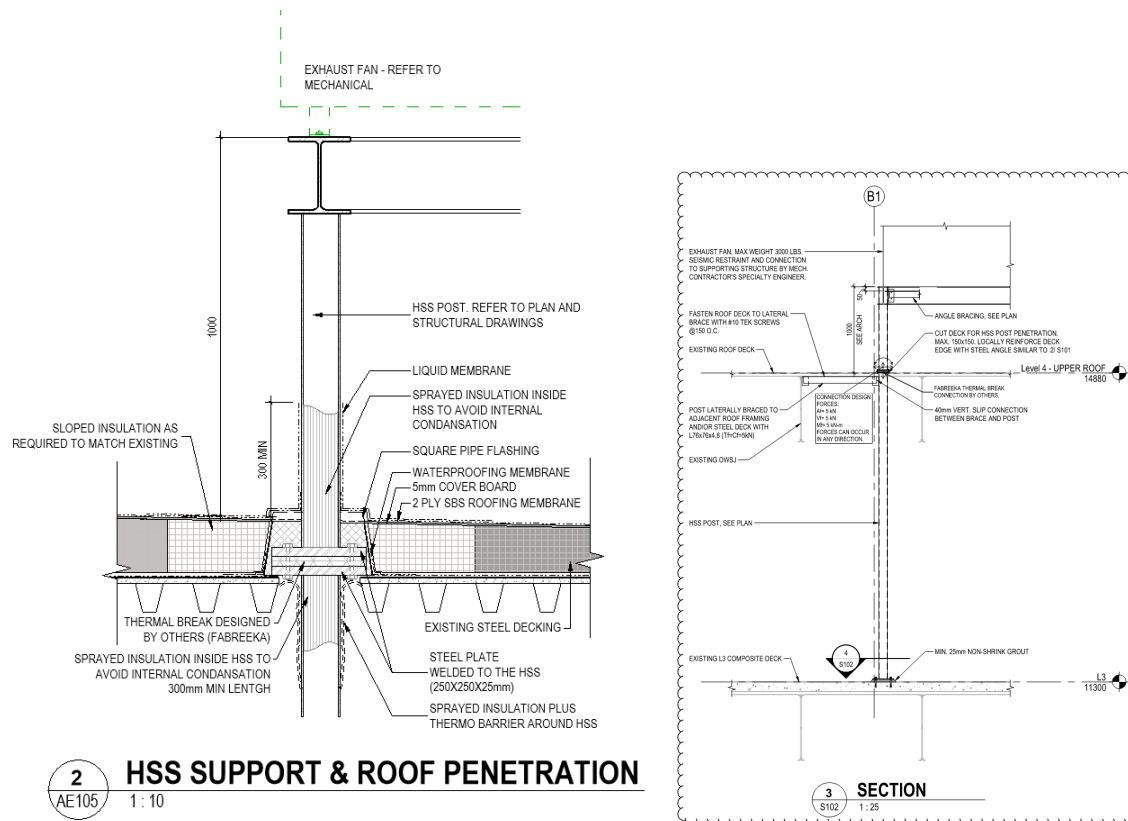 EXHAUST FAN - REFER TO
MECHANICAL
1000
HSS POST. REFER TO PLAN AND
STRUCTURAL DRAWINGS
LIQUID MEMBRANE
SPRAYED INSULATION INSIDE
HSS TO AVOID INTERNAL
CONDANSATION
SLOPED INSULATION AS
REQUIRED TO MATCH EXISTING
300 MIN
SQUARE PIPE FLASHING
WATERPROOFING MEMBRANE
5mm COVER BOARD
2 PLY SBS ROOFING MEMBRANE
THERMAL BREAK DESIGNED
BY OTHERS (FABREEKA)
EXISTING STEEL DECKING
SPRAYED INSULATION INSIDE HSS TO
AVOID INTERNAL CONDANSATION
300mm MIN LENTGH
STEEL PLATE
WELDED TO THE HSS
(250X250X25mm)
SPRAYED INSULATION PLUS
THERMO BARRIER AROUND HSS
2
AE105
HSS SUPPORT & ROOF PENETRATION
1 : 10
B1
EXHAUST FAN, MAX WEIGHT 3000 LBS.
SEISMIC RESTRAINT AND CONNECTION
TO SUPPORTING STRUCTURE BY MECH.
CONTRACTOR'S SPECIALTY ENGINEER.
50
1000
SEE ARCH
ANGLE BRACING, SEE PLAN
FASTEN ROOF DECK TO LATERAL
BRACE WITH #10 TEK SCREWS
@150 O.C.
CUT DECK FOR HSS POST PENETRATION,
MAX. 150x150. LOCALLY REINFORCE DECK
EDGE WITH STEEL ANGLE SIMILAR TO 2/ S101
EXISTING ROOF DECK
Level 4 - UPPER ROOF
14880
FABREEKA THERMAL BREAK
CONNECTION BY OTHERS.
CONNECTION DESIGN
FORCES:
Af= 5 kN
Vf= 5 kN
Mf= 5 kN-m
FORCES CAN OCCUR
IN ANY DIRECTION.
40mm VERT. SLIP CONNECTION
BETWEEN BRACE AND POST
POST LATERALLY BRACED TO
ADJACENT ROOF FRAMING
AND/OR STEEL DECK WITH
L76x76x4.8 (Tf=Cf=5kN)
EXISTING OWSJ
HSS POST, SEE PLAN
EXISTING L3 COMPOSITE DECK
4
S102
MIN. 25mm NON-SHRINK GROUT
L3
11300
3
S102
SECTION
1 : 25